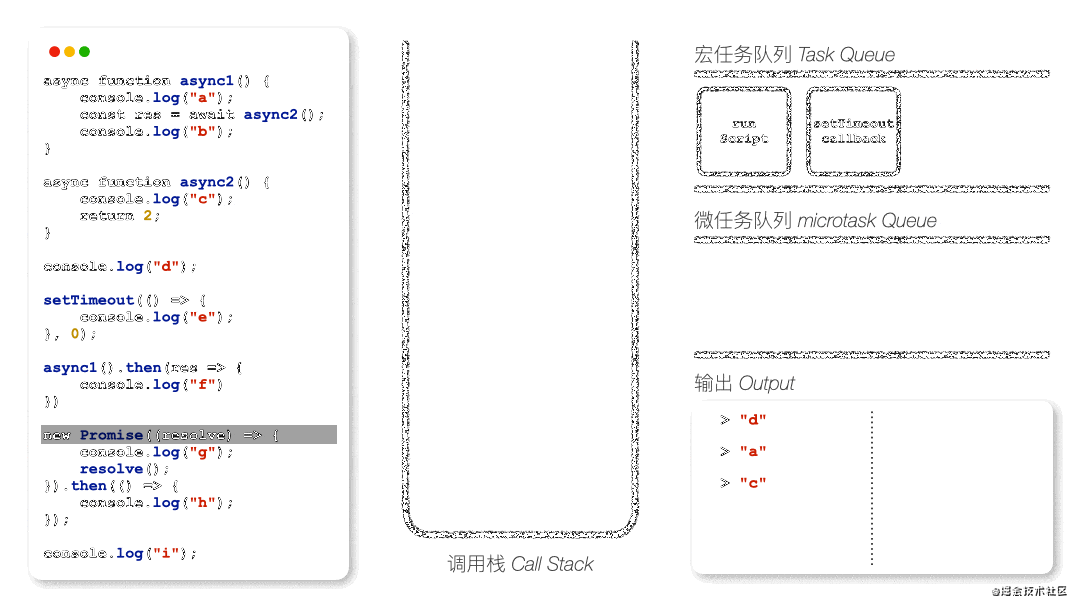 async function async1() {
    console.log("a");
    const res = await async2();
    console.log("b");
}
async function async2() {
    console.log("c");
    return 2;
}
console.log("d");
setTimeout(() => {
    console.log("e");
}, 0);
async1().then(res => {
    console.log("f")
})
new Promise((resolve) => {
    console.log("g");
    resolve();
}).then(() => {
    console.log("h");
});
console.log("i");
调用栈 Call Stack
宏任务队列 Task Queue
run
Script
setTimeout
callback
微任务队列 microtask Queue
输出 Output
> "d"
> "a"
> "c"
@掘金技术社区